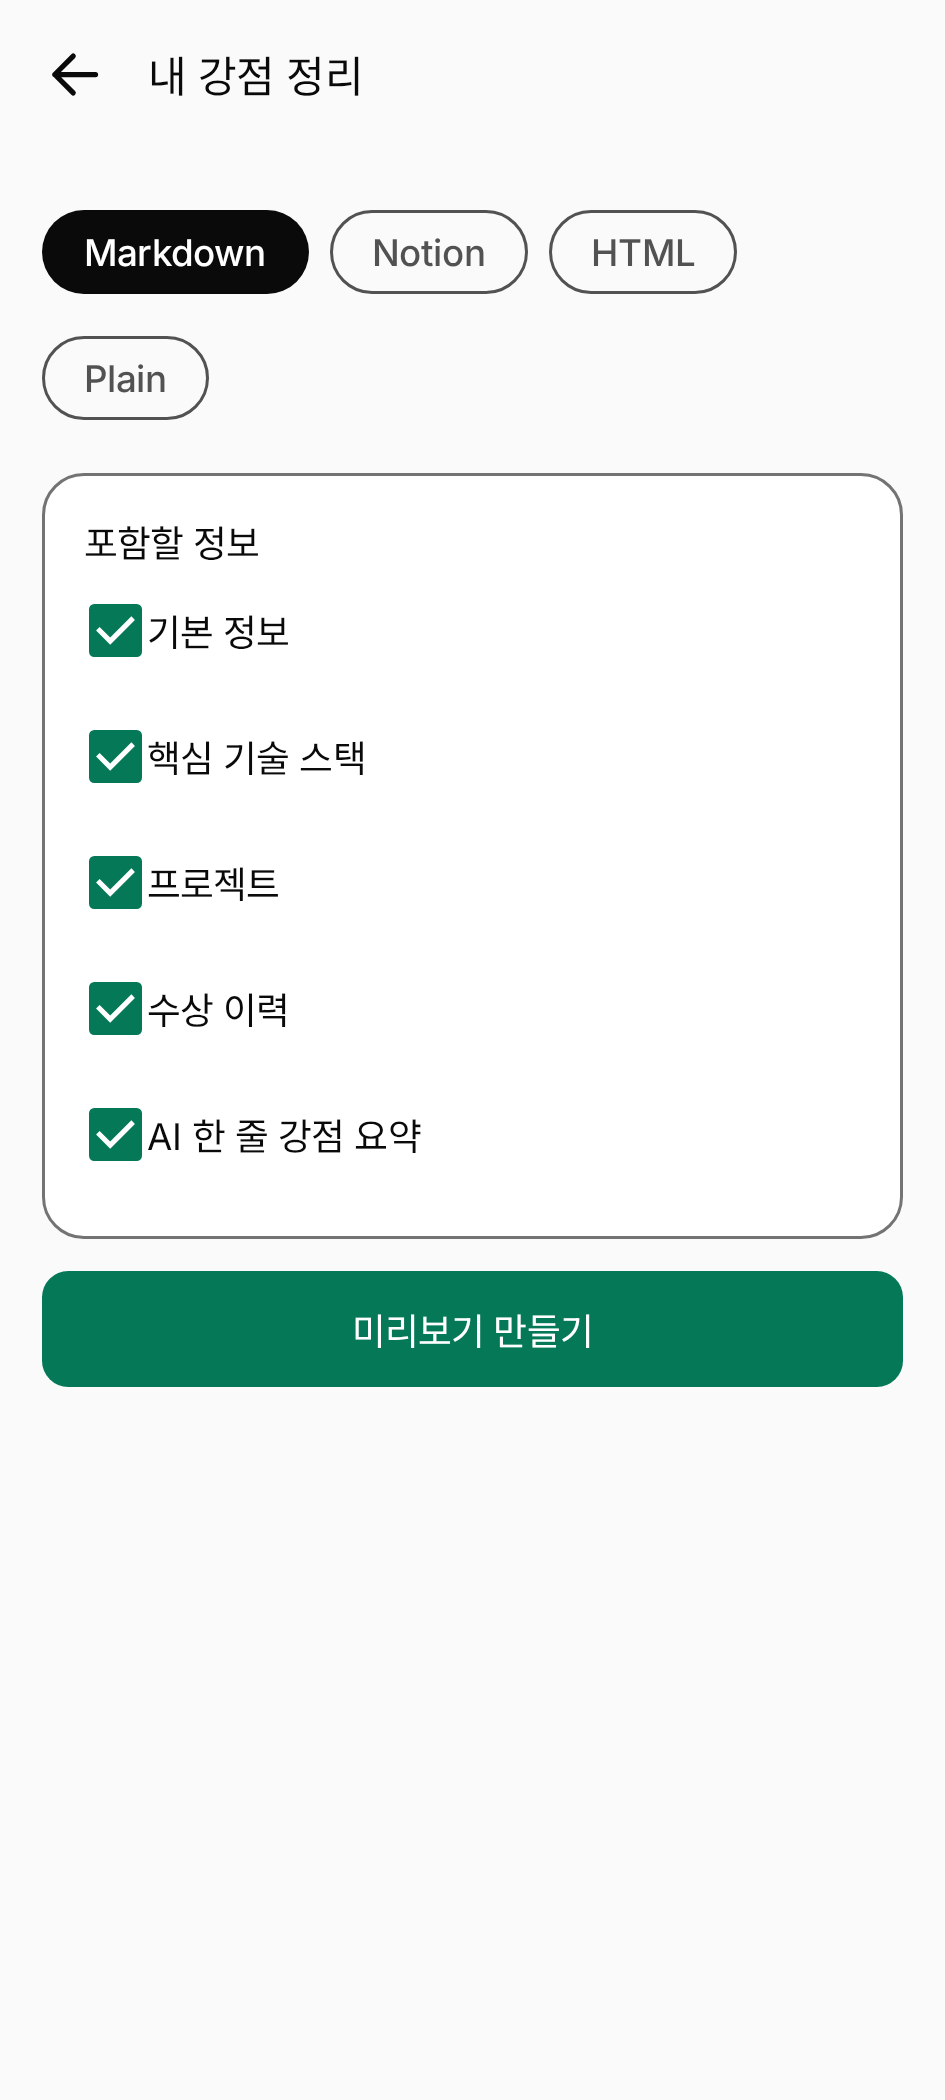 내 강점 정리
Markdown
Notion
HTML
Plain
포함할 정보
기본 정보
핵심 기술 스택
프로젝트
수상 이력
AI 한 줄 강점 요약
미리보기 만들기